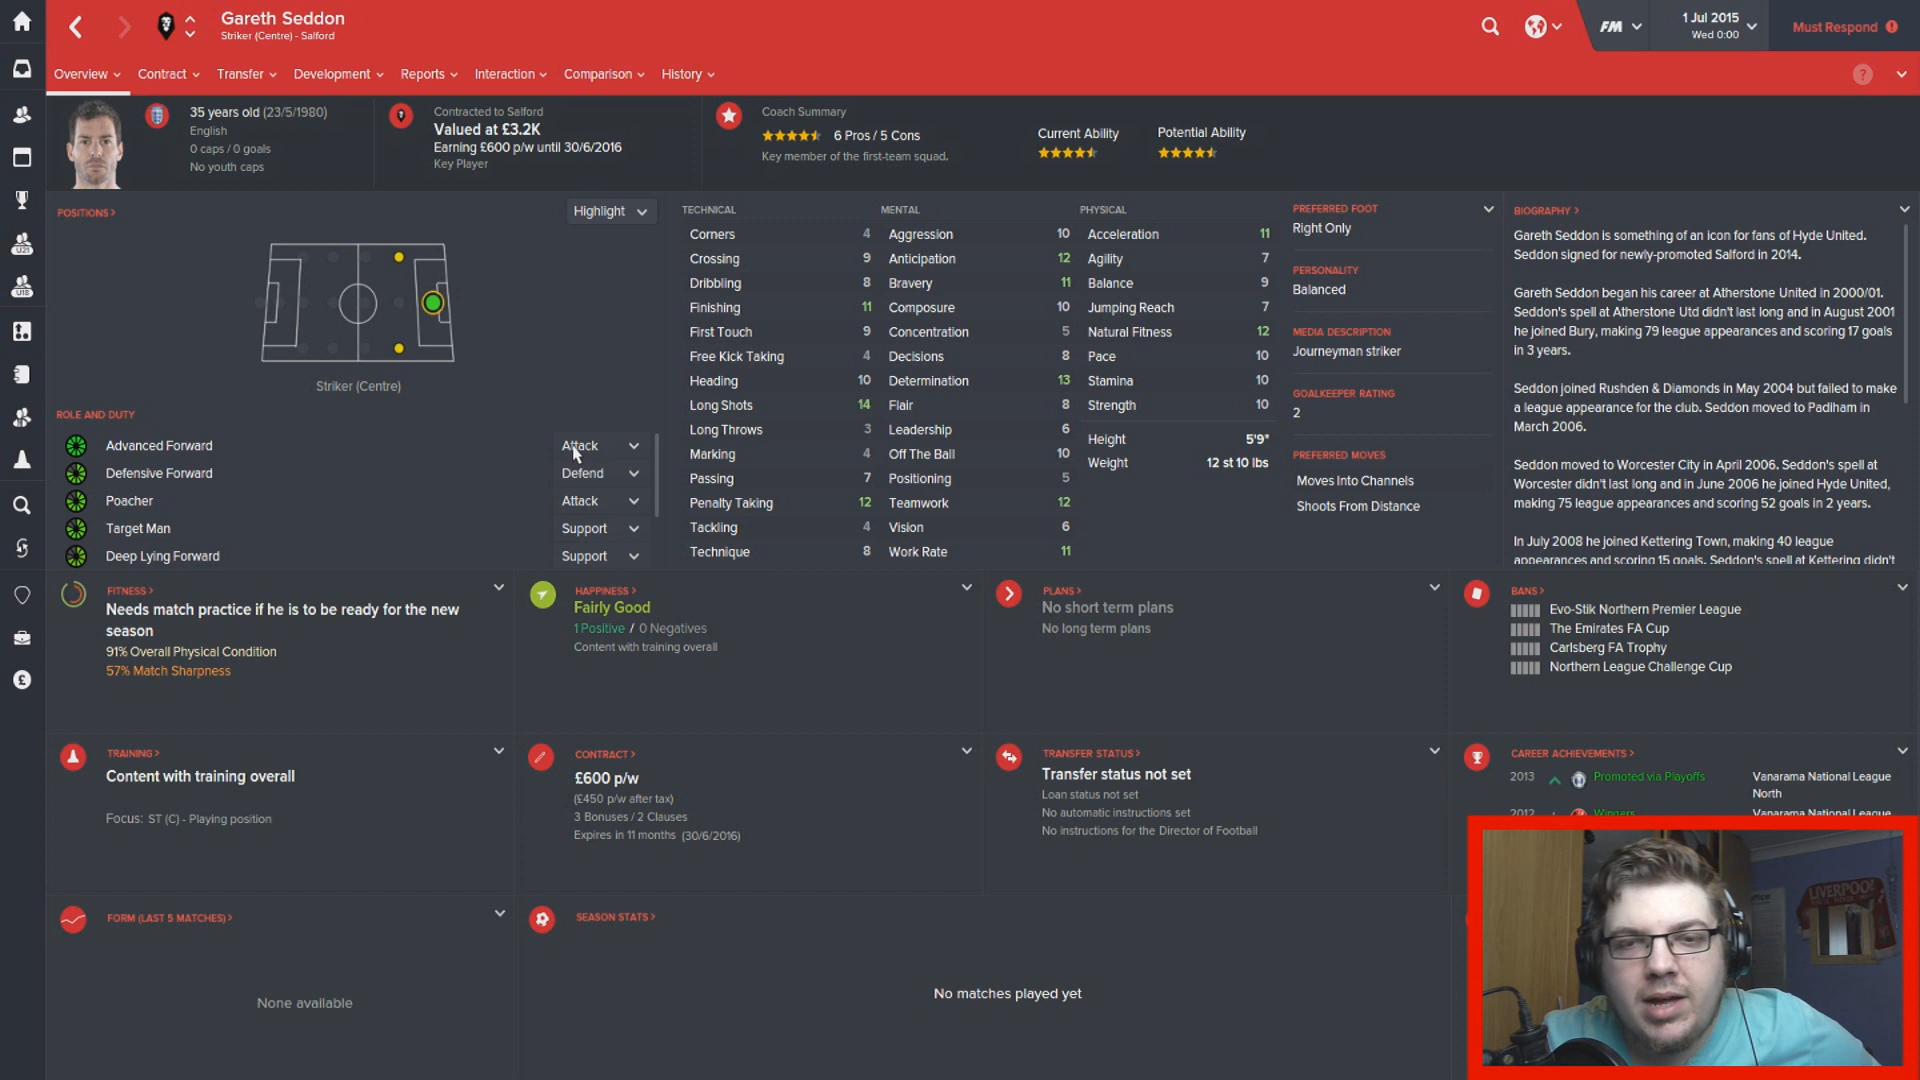 Gareth Seddon
Striker (Centre) - Salford
FM
1 Jul 2015
Wed 0:00
Must Respond
Overview
Contract
Transfer
Development
Reports
Interaction
Comparison
History
?
35 years old (23/5/1980)
English
0 caps / 0 goals
No youth caps
Contracted to Salford
Valued at £3.2K
Earning £600 p/w until 30/6/2016
Key Player
Coach Summary
6 Pros / 5 Cons
Key member of the first-team squad.
Current Ability
Potential Ability
POSITIONS >
Highlight
Striker (Centre)
ROLE AND DUTY
Advanced Forward Attack
Defensive Forward Defend
Poacher Attack
Target Man Support
Deep Lying Forward Support
TECHNICAL
Corners 4
Crossing 9
Dribbling 8
Finishing 11
First Touch 9
Free Kick Taking 4
Heading 10
Long Shots 14
Long Throws 3
Marking 4
Passing 7
Penalty Taking 12
Tackling 4
Technique 8
MENTAL
Aggression 10
Anticipation 12
Bravery 11
Composure 10
Concentration 5
Decisions 8
Determination 13
Flair 8
Leadership 6
Off The Ball 10
Positioning 5
Teamwork 12
Vision 6
Work Rate 11
PHYSICAL
Acceleration 11
Agility 7
Balance 9
Jumping Reach 7
Natural Fitness 12
Pace 10
Stamina 10
Strength 10
Height 5'9"
Weight 12 st 10 lbs
PREFERRED FOOT
Right Only
PERSONALITY
Balanced
MEDIA DESCRIPTION
Journeyman striker
GOALKEEPER RATING
2
PREFERRED MOVES
Moves Into Channels
Shoots From Distance
BIOGRAPHY >
Gareth Seddon is something of an icon for fans of Hyde United.
Seddon signed for newly-promoted Salford in 2014.
Gareth Seddon began his career at Atherstone United in 2000/01.
Seddon's spell at Atherstone Utd didn't last long and in August 2001
he joined Bury, making 79 league appearances and scoring 17 goals
in 3 years.
Seddon joined Rushden & Diamonds in May 2004 but failed to make
a league appearance for the club. Seddon moved to Padiham in
March 2006.
Seddon moved to Worcester City in April 2006. Seddon's spell at
Worcester didn't last long and in June 2006 he joined Hyde United,
making 75 league appearances and scoring 52 goals in 2 years.
In July 2008 he joined Kettering Town, making 40 league
appearances and scoring 15 goals. Seddon's spell at Kettering didn't
FITNESS >
Needs match practice if he is to be ready for the new
season
91% Overall Physical Condition
57% Match Sharpness
HAPPINESS >
Fairly Good
1 Positive / 0 Negatives
Content with training overall
PLANS >
No short term plans
No long term plans
BANS >
Evo-Stik Northern Premier League
The Emirates FA Cup
Carlsberg FA Trophy
Northern League Challenge Cup
TRAINING >
Content with training overall
Focus: ST (C) - Playing position
CONTRACT >
£600 p/w
(£450 p/w after tax)
3 Bonuses / 2 Clauses
Expires in 11 months (30/6/2016)
TRANSFER STATUS >
Transfer status not set
Loan status not set
No automatic instructions set
No instructions for the Director of Football
CAREER ACHIEVEMENTS >
2013 Promoted via Playoffs Vanarama National League
North
2012 Winners Vanarama National League
FORM (LAST 5 MATCHES) >
None available
SEASON STATS >
No matches played yet
LIVERPOOL